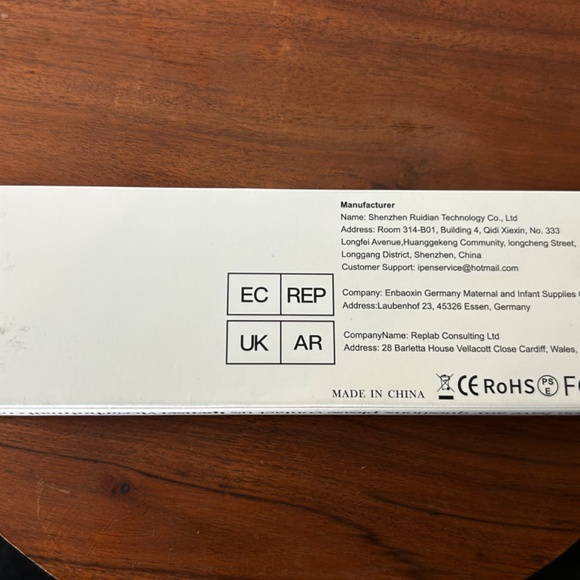 Manufacturer
Name: Shenzhen Ruidian Technology Co., Ltd
Address: Room 314-B01, Building 4, Qidi Xiexin, No. 333
Longfei Avenue,Huanggekeng Community, longcheng Street,
Longgang District, Shenzhen, China
Customer Support: ipenservice@hotmail.com
EC REP
Company: Enbaoxin Germany Maternal and Infant Supplies
Address:Laubenhof 23, 45326 Essen, Germany
UK AR
CompanyName: Replab Consulting Ltd
Address: 28 Barletta House Vellacott Close Cardiff, Wales,
MADE IN CHINA CE RoHS PS E